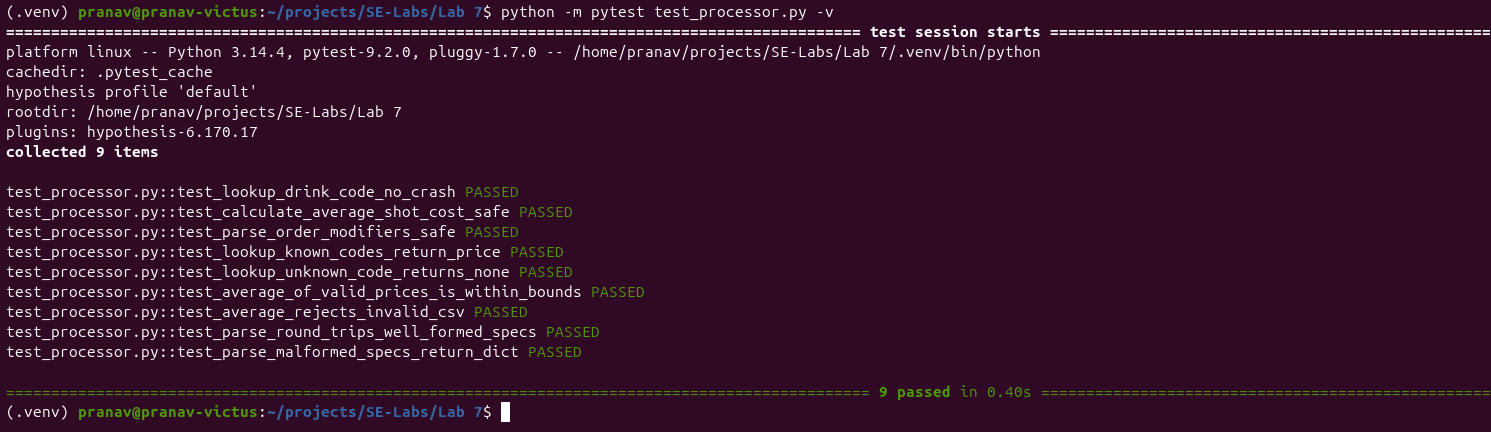 (.venv) pranav@pranav-victus:~/projects/SE-Labs/Lab 7$ python -m pytest test_processor.py -v
=============================================================================================== test session starts =================================================
platform linux -- Python 3.14.4, pytest-9.2.0, pluggy-1.7.0 -- /home/pranav/projects/SE-Labs/Lab 7/.venv/bin/python
cachedir: .pytest_cache
hypothesis profile 'default'
rootdir: /home/pranav/projects/SE-Labs/Lab 7
plugins: hypothesis-6.170.17
collected 9 items
test_processor.py::test_lookup_drink_code_no_crash PASSED
test_processor.py::test_calculate_average_shot_cost_safe PASSED
test_processor.py::test_parse_order_modifiers_safe PASSED
test_processor.py::test_lookup_known_codes_return_price PASSED
test_processor.py::test_lookup_unknown_code_returns_none PASSED
test_processor.py::test_average_of_valid_prices_is_within_bounds PASSED
test_processor.py::test_average_rejects_invalid_csv PASSED
test_processor.py::test_parse_round_trips_well_formed_specs PASSED
test_processor.py::test_parse_malformed_specs_return_dict PASSED
================================================================================================ 9 passed in 0.40s ==================================================
(.venv) pranav@pranav-victus:~/projects/SE-Labs/Lab 7$